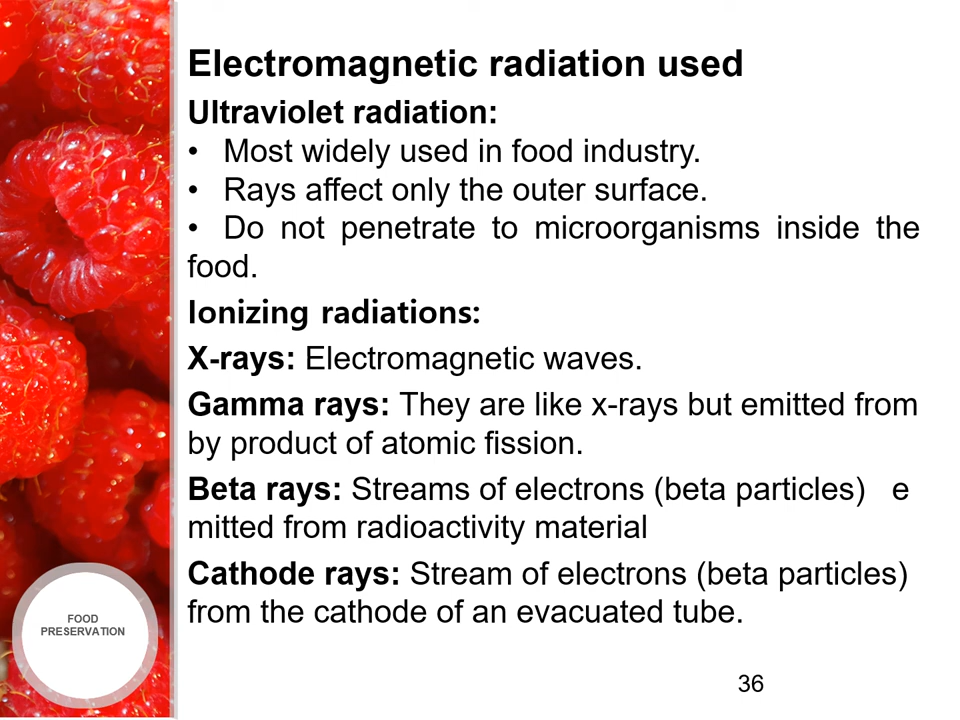 Electromagnetic radiation used
Ultraviolet radiation:
• Most widely used in food industry.
• Rays affect only the outer surface.
• Do not penetrate to microorganisms inside the
food.
Ionizing radiations:
X-rays: Electromagnetic waves.
Gamma rays: They are like x-rays but emitted from
by product of atomic fission.
Beta rays: Streams of electrons (beta particles) e
mitted from radioactivity material
Cathode rays: Stream of electrons (beta particles)
from the cathode of an evacuated tube.
FOOD
PRESERVATION
36